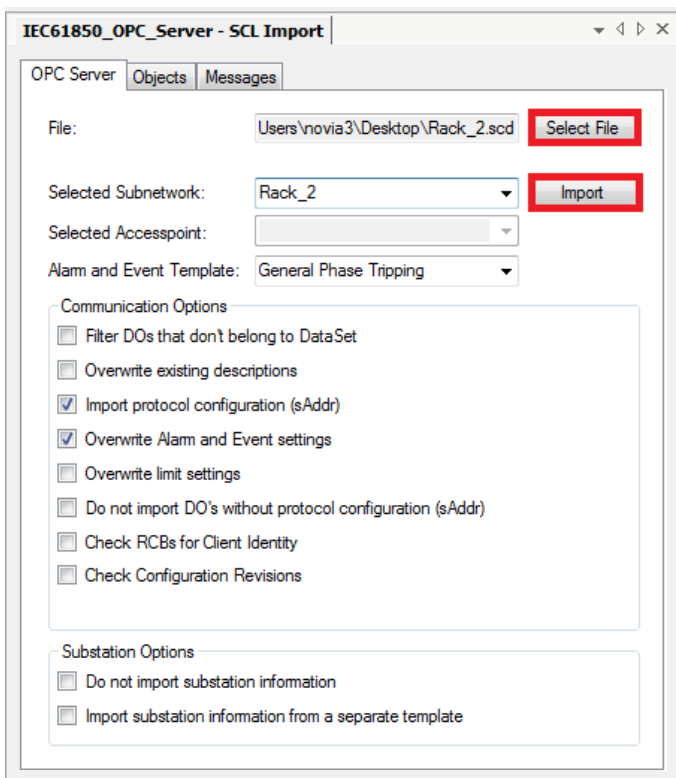 IEC61850_OPC_Server - SCL Import
OPC Server Objects Messages
File: Users\novia3\Desktop\Rack_2.scd Select File
Selected Subnetwork: Rack_2 Import
Selected Accesspoint:
Alarm and Event Template: General Phase Tripping
Communication Options
Filter DOs that don't belong to DataSet
Overwrite existing descriptions
Import protocol configuration (sAddr)
Overwrite Alarm and Event settings
Overwrite limit settings
Do not import DO's without protocol configuration (sAddr)
Check RCBs for Client Identity
Check Configuration Revisions
Substation Options
Do not import substation information
Import substation information from a separate template